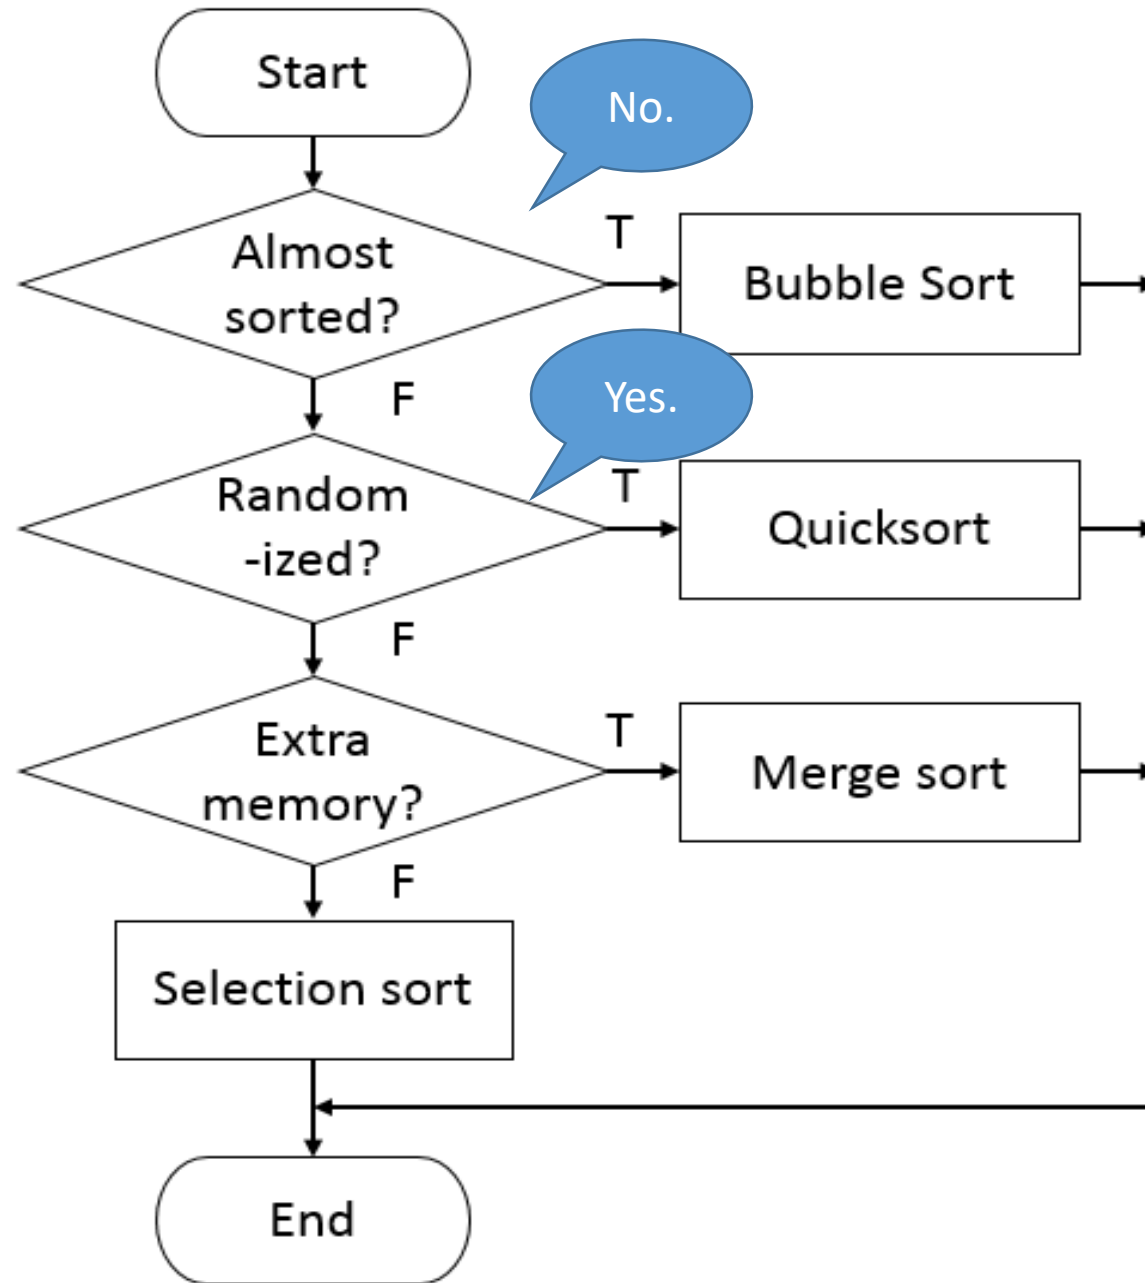 Start
No.
Almost
sorted?
T
Bubble Sort
F
Yes.
Random
-ized?
T
Quicksort
F
Extra
memory?
T
Merge sort
F
Selection sort
End